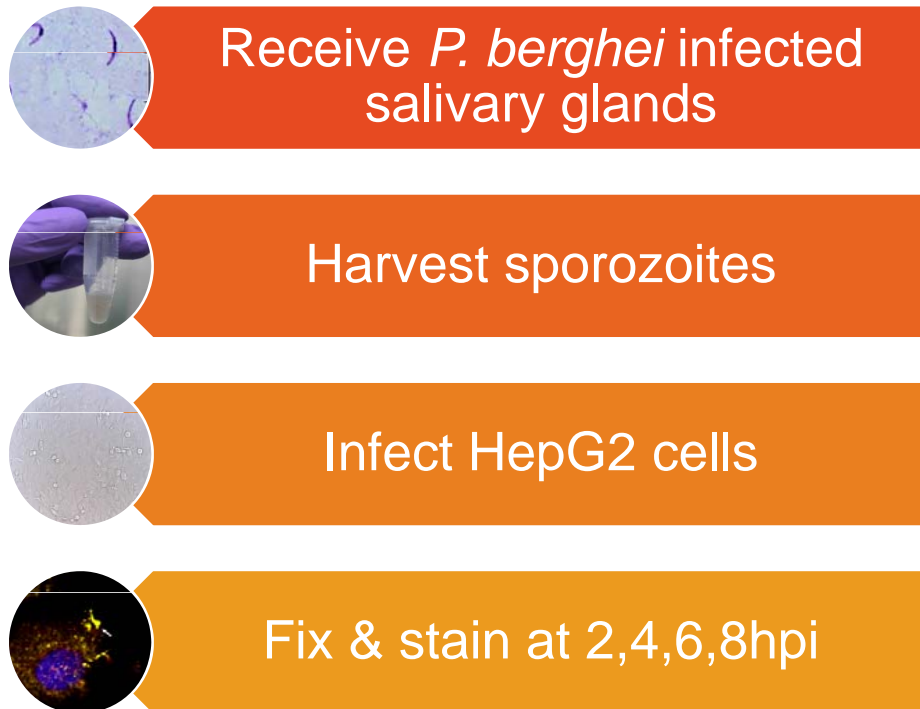 Receive P. berghei infected
salivary glands
Harvest sporozoites
Infect HepG2 cells
Fix & stain at 2,4,6,8hpi